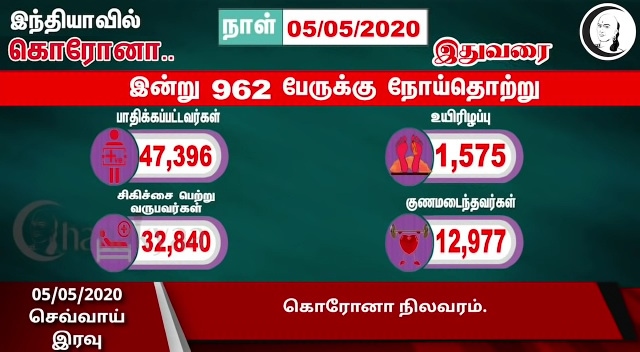 இந்தியாவில்
கொரோனா..
நாள் 05/05/2020
இதுவரை
இன்று 962 பேருக்கு நோய்தொற்று
பாதிக்கப்பட்டவர்கள்
47,396
உயிரிழப்பு
1,575
சிகிச்சை பெற்று
வருபவர்கள்
32,840
குணமடைந்தவர்கள்
12,977
05/05/2020
செவ்வாய்
இரவு
கொரோனா நிலவரம்.